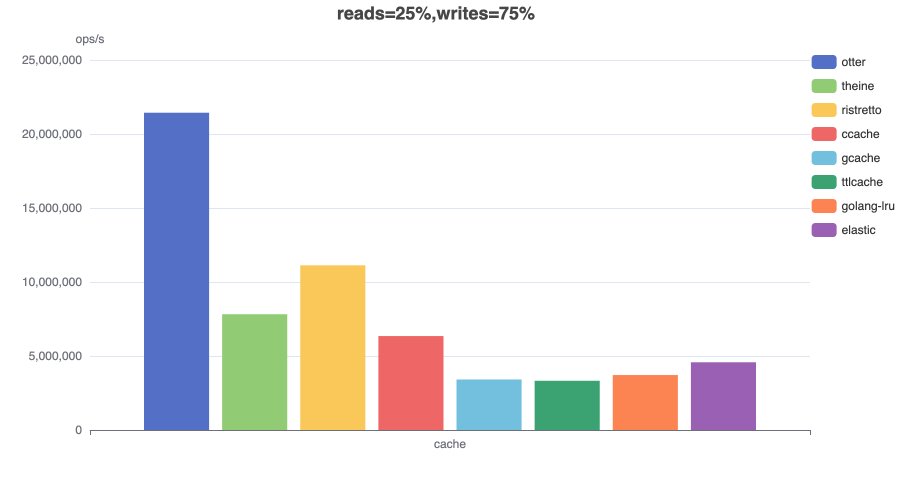 reads=25%,writes=75%
ops/s
25,000,000
20,000,000
15,000,000
10,000,000
5,000,000
0
cache
otter
theine
ristretto
ccache
gcache
ttlcache
golang-lru
elastic